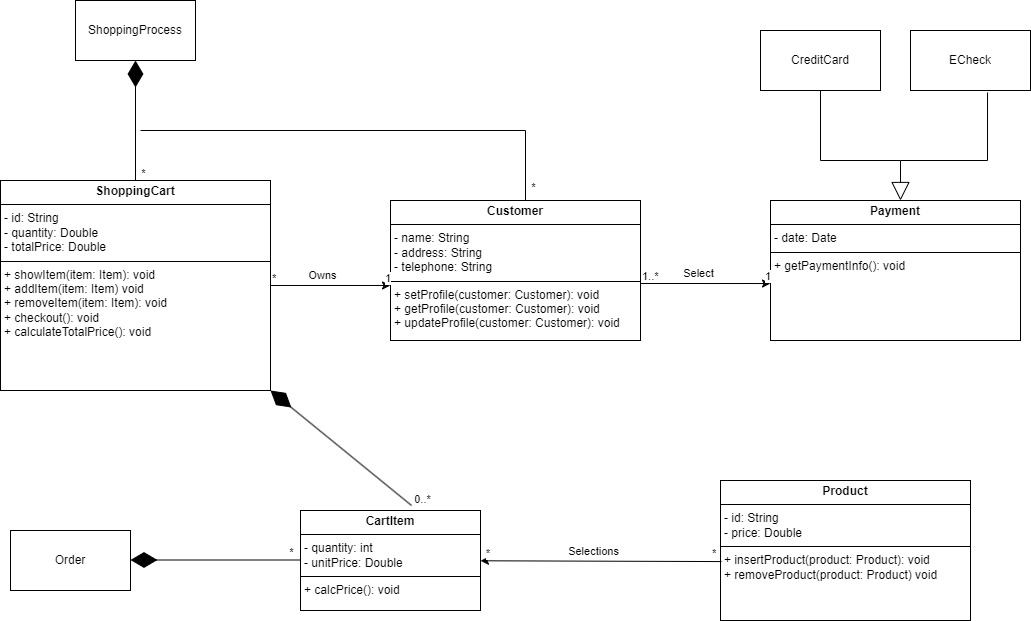 ShoppingProcess
CreditCard
ECheck
*
*
ShoppingCart
- id: String
- quantity: Double
- totalPrice: Double
+ showItem(item: Item): void
+ addItem(item: Item) void
+ removeItem(item: Item): void
+ checkout(): void
+ calculateTotalPrice(): void
* Owns 1
Customer
- name: String
- address: String
- telephone: String
+ setProfile(customer: Customer): void
+ getProfile(customer: Customer): void
+ updateProfile(customer: Customer): void
1..* Select 1
Payment
- date: Date
+ getPaymentInfo(): void
0..*
Order
*
CartItem
- quantity: int
- unitPrice: Double
+ calcPrice(): void
* Selections *
Product
- id: String
- price: Double
+ insertProduct(product: Product): void
+ removeProduct(product: Product) void